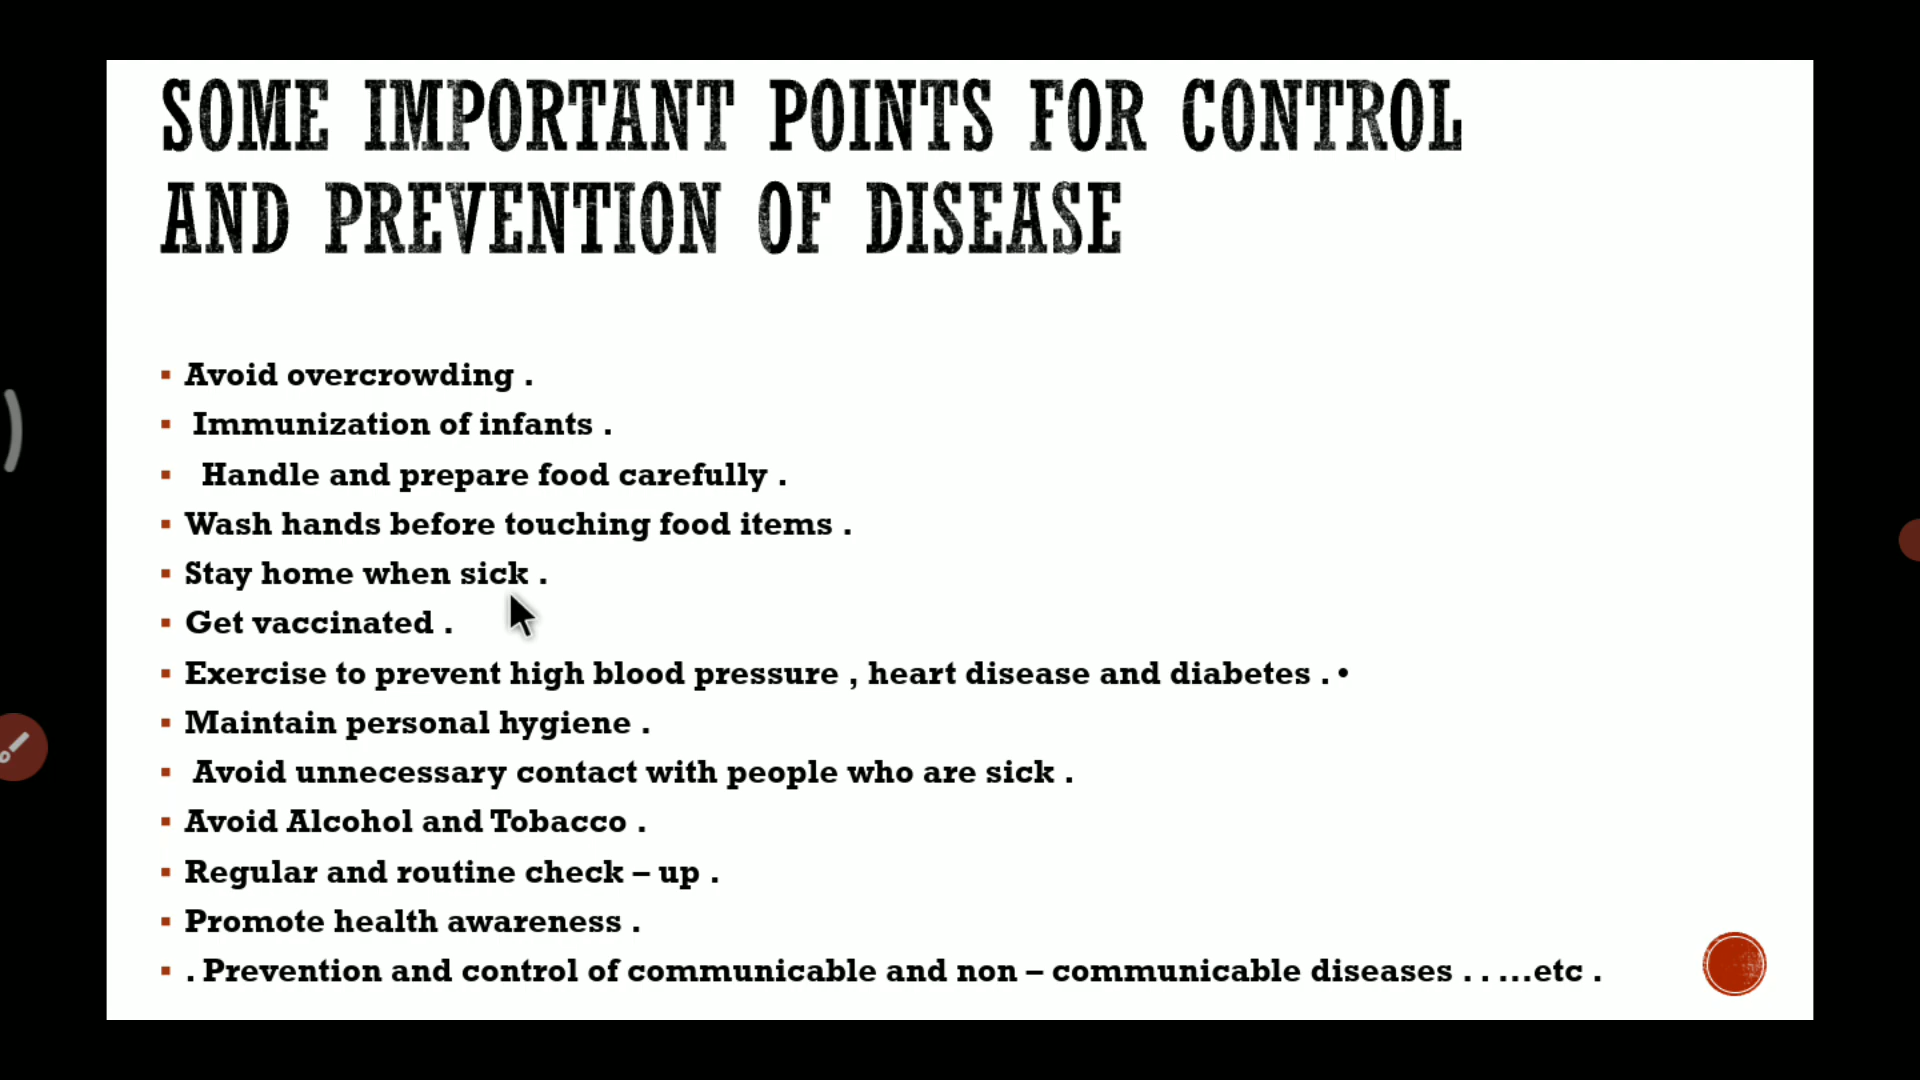 SOME IMPORTANT POINTS FOR CONTROL
AND PREVENTION OF DISEASE
▪ Avoid overcrowding .
▪ Immunization of infants .
▪ Handle and prepare food carefully .
▪ Wash hands before touching food items .
▪ Stay home when sick .
▪ Get vaccinated .
▪ Exercise to prevent high blood pressure , heart disease and diabetes . •
▪ Maintain personal hygiene .
▪ Avoid unnecessary contact with people who are sick .
▪ Avoid Alcohol and Tobacco .
▪ Regular and routine check – up .
▪ Promote health awareness .
▪ . Prevention and control of communicable and non – communicable diseases . . ...etc .